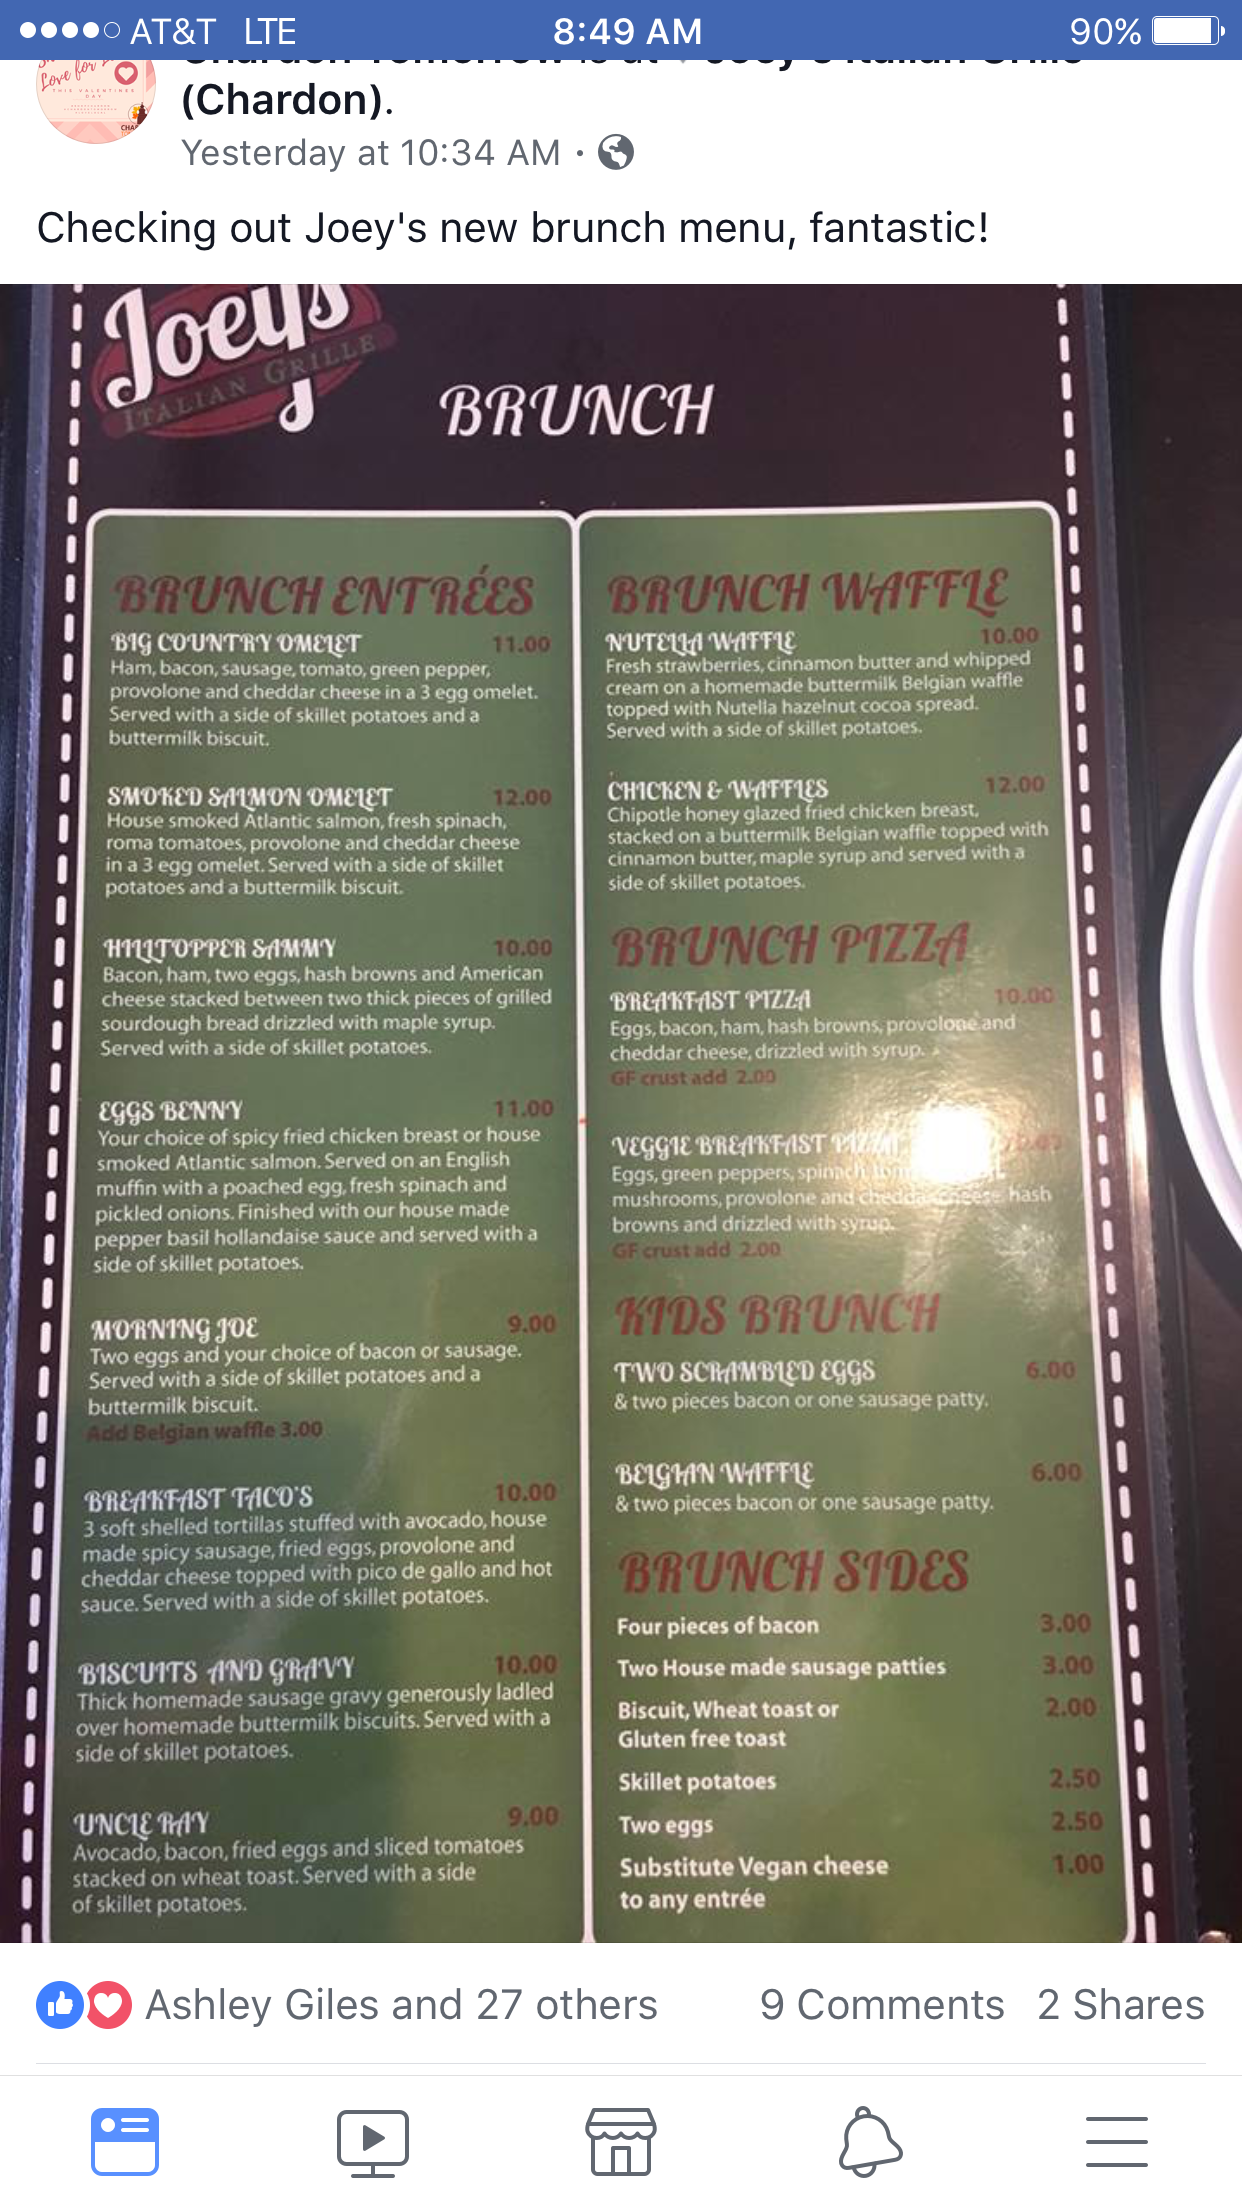 AT&T LTE 8:49 AM 90%
Love for
THIS VALENTINES
DAY
Chardon Tomorrow is at Joey's Italian Grille
(Chardon).
Yesterday at 10:34 AM ·
Checking out Joey's new brunch menu, fantastic!
Joey's
ITALIAN GRILLE
BRUNCH
BRUNCH ENTRÉES
BIG COUNTRY OMELET 11.00
Ham, bacon, sausage, tomato, green pepper,
provolone and cheddar cheese in a 3 egg omelet.
Served with a side of skillet potatoes and a
buttermilk biscuit.
SMOKED SALMON OMELET 12.00
House smoked Atlantic salmon, fresh spinach,
roma tomatoes, provolone and cheddar cheese
in a 3 egg omelet. Served with a side of skillet
potatoes and a buttermilk biscuit.
HILLTOPPER SAMMY 10.00
Bacon, ham, two eggs, hash browns and American
cheese stacked between two thick pieces of grilled
sourdough bread drizzled with maple syrup.
Served with a side of skillet potatoes.
EGGS BENNY 11.00
Your choice of spicy fried chicken breast or house
smoked Atlantic salmon. Served on an English
muffin with a poached egg, fresh spinach and
pickled onions. Finished with our house made
pepper basil hollandaise sauce and served with a
side of skillet potatoes.
MORNING JOE 9.00
Two eggs and your choice of bacon or sausage.
Served with a side of skillet potatoes and a
buttermilk biscuit.
Add Belgian waffle 3.00
BREAKFAST TACO'S 10.00
3 soft shelled tortillas stuffed with avocado, house
made spicy sausage, fried eggs, provolone and
cheddar cheese topped with pico de gallo and hot
sauce. Served with a side of skillet potatoes.
BISCUITS AND GRAVY 10.00
Thick homemade sausage gravy generously ladled
over homemade buttermilk biscuits. Served with a
side of skillet potatoes.
UNCLE RAY 9.00
Avocado, bacon, fried eggs and sliced tomatoes
stacked on wheat toast. Served with a side
of skillet potatoes.
BRUNCH WAFFLE
NUTELLA WAFFLE 10.00
Fresh strawberries, cinnamon butter and whipped
cream on a homemade buttermilk Belgian waffle
topped with Nutella hazelnut cocoa spread.
Served with a side of skillet potatoes.
CHICKEN & WAFFLES 12.00
Chipotle honey glazed fried chicken breast,
stacked on a buttermilk Belgian waffle topped with
cinnamon butter, maple syrup and served with a
side of skillet potatoes.
BRUNCH PIZZA
BREAKFAST PIZZA 10.00
Eggs, bacon, ham, hash browns, provolone and
cheddar cheese, drizzled with syrup.
GF crust add 2.00
VEGGIE BREAKFAST PIZZA
Eggs, green peppers, spinach,
mushrooms, provolone and cheddar cheese, hash
browns and drizzled with syrup.
GF crust add 2.00
KIDS BRUNCH
TWO SCRAMBLED EGGS 6.00
& two pieces bacon or one sausage patty.
BELGIAN WAFFLE 6.00
& two pieces bacon or one sausage patty.
BRUNCH SIDES
Four pieces of bacon 3.00
Two House made sausage patties 3.00
Biscuit, Wheat toast or 2.00
Gluten free toast
Skillet potatoes 2.50
Two eggs 2.50
Substitute Vegan cheese 1.00
to any entrée
Ashley Giles and 27 others 9 Comments 2 Shares